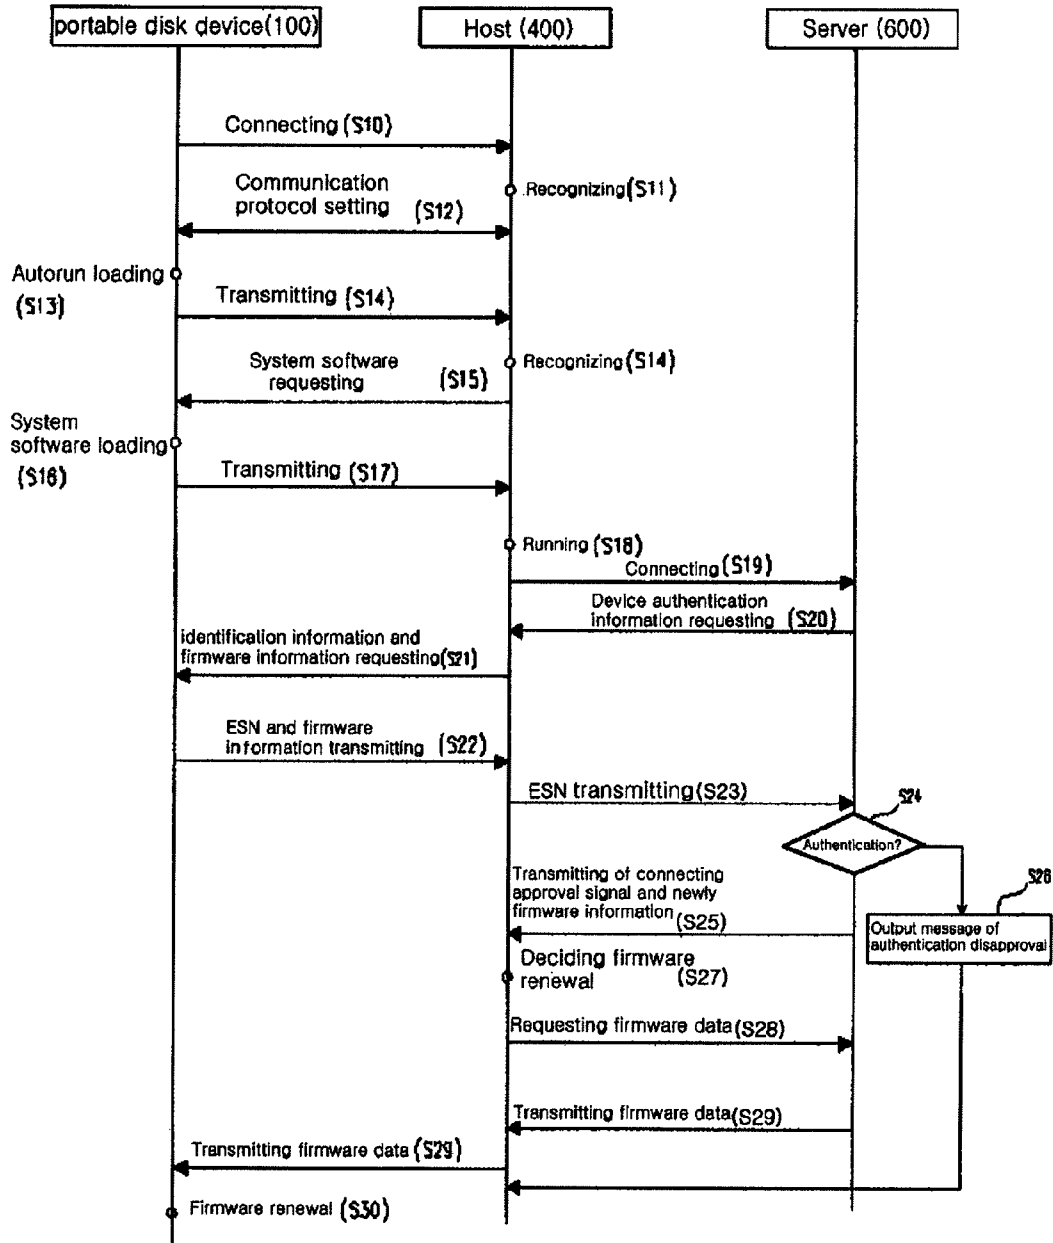 portable disk device(100)
Host (400)
Server (600)
Connecting (S10)
Recognizing(S11)
Communication
protocol setting (S12)
Autorun loading
(S13)
Transmitting (S14)
Recognizing (S14)
System software
requesting (S15)
System
software loading
(S16)
Transmitting (S17)
Running (S18)
Connecting (S19)
Device authentication
information requesting (S20)
identification information and
firmware information requesting(S21)
ESN and firmware
information transmitting (S22)
ESN transmitting(S23)
S24
Authentication?
Transmitting of connecting
approval signal and newly
firmware information (S25)
S26
Output message of
authentication disapproval
Deciding firmware
renewal (S27)
Requesting firmware data(S28)
Transmitting firmware data(S29)
Transmitting firmware data (S29)
Firmware renewal (S30)